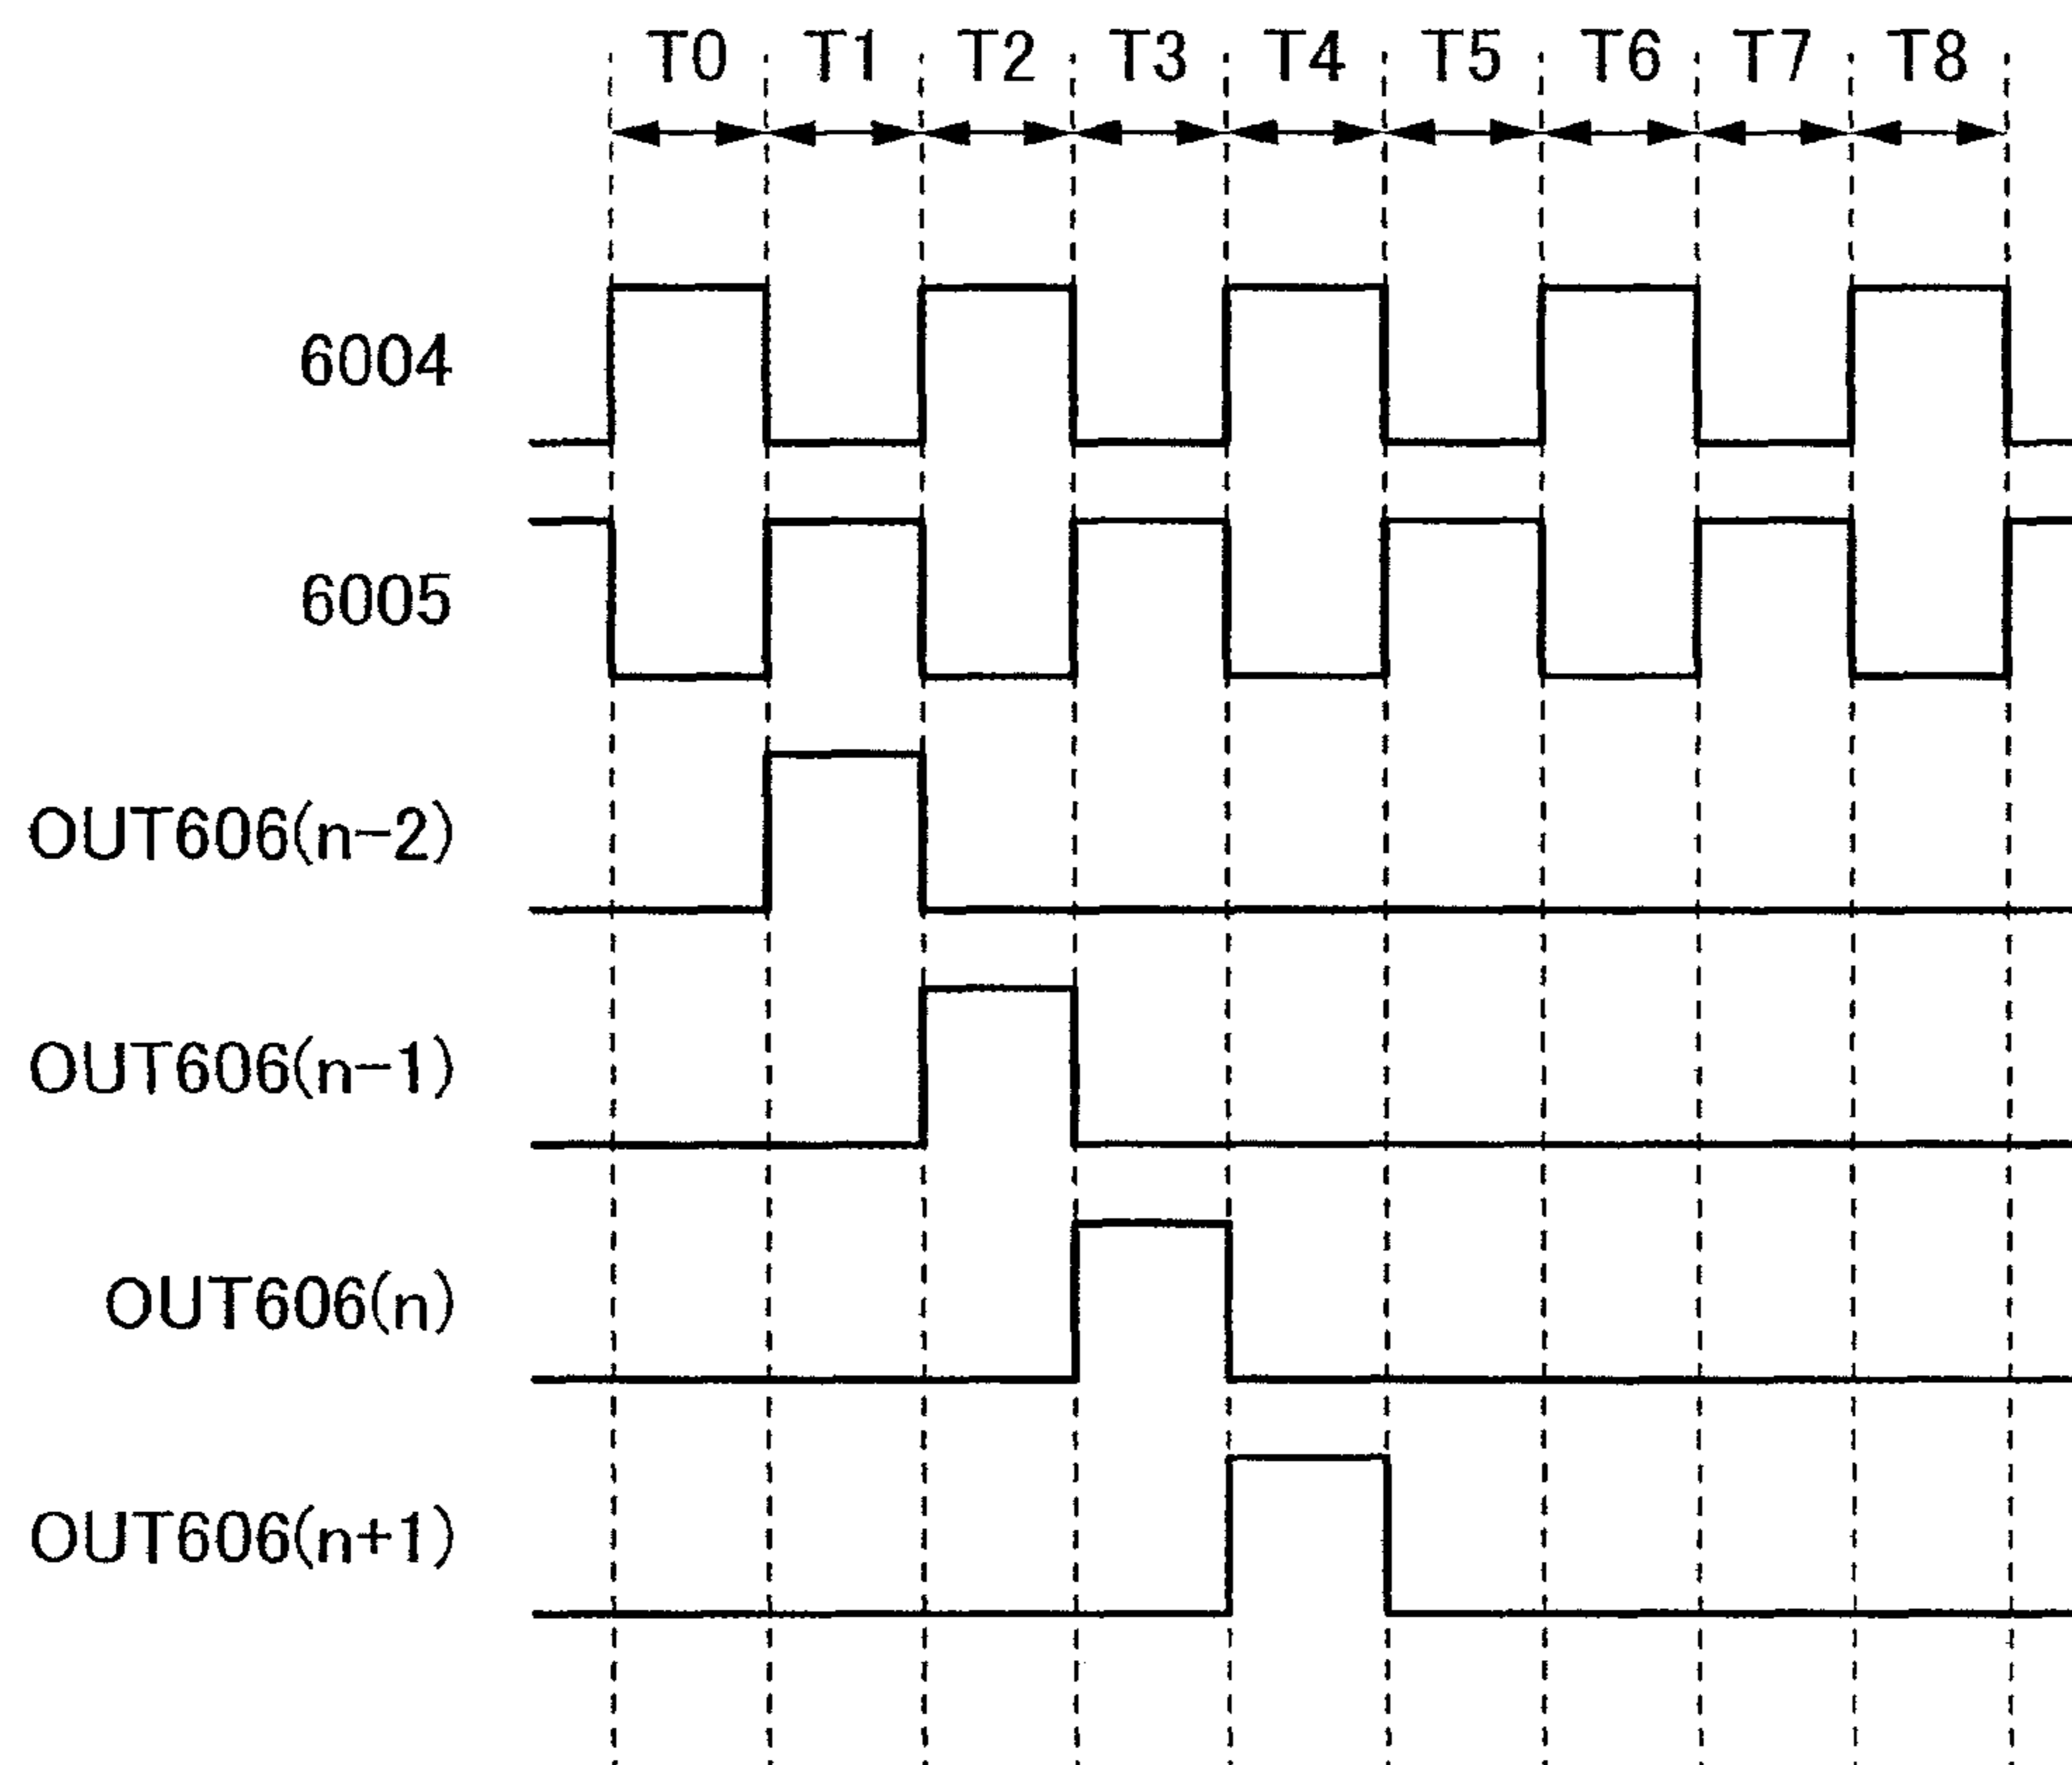 T0 T1 T2 T3 T4 T5 T6 T7 T8
6004
6005
OUT606(n-2)
OUT606(n-1)
OUT606(n)
OUT606(n+1)